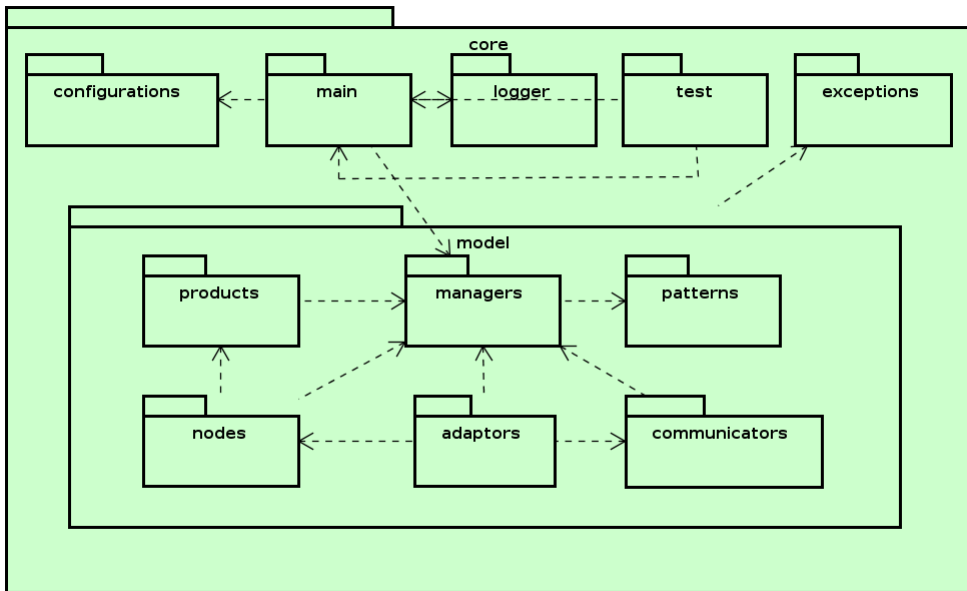 core
configurations
main
logger
test
exceptions
model
products
managers
patterns
nodes
adaptors
communicators